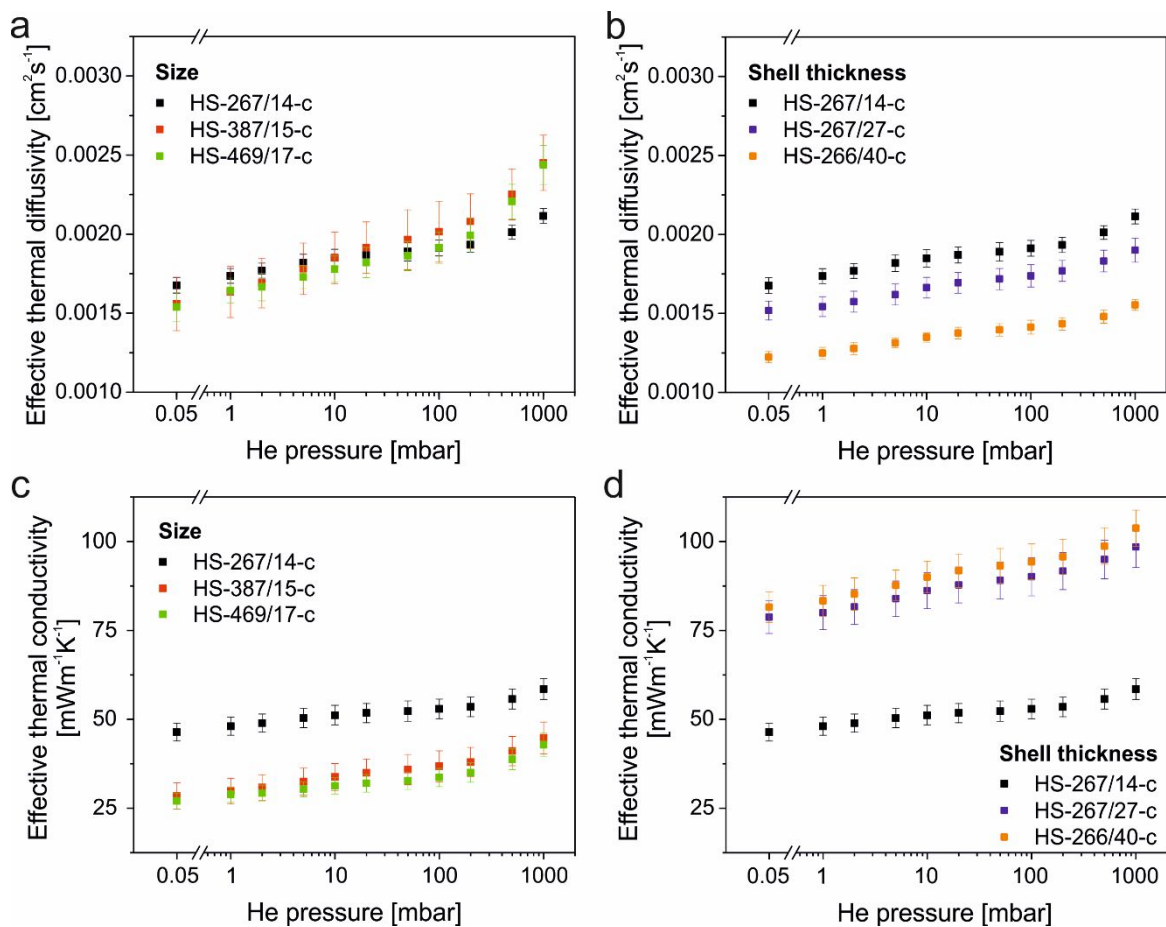 a
Effective thermal diffusivity [cm²s⁻¹]
0.0030
0.0025
0.0020
0.0015
0.0010
Size
HS-267/14-c
HS-387/15-c
HS-469/17-c
0.05 1 10 100 1000
He pressure [mbar]
b
Effective thermal diffusivity [cm²s⁻¹]
0.0030
0.0025
0.0020
0.0015
0.0010
Shell thickness
HS-267/14-c
HS-267/27-c
HS-266/40-c
0.05 1 10 100 1000
He pressure [mbar]
c
Effective thermal conductivity
[mWm⁻¹K⁻¹]
100
75
50
25
Size
HS-267/14-c
HS-387/15-c
HS-469/17-c
0.05 1 10 100 1000
He pressure [mbar]
d
Effective thermal conductivity
[mWm⁻¹K⁻¹]
100
75
50
25
Shell thickness
HS-267/14-c
HS-267/27-c
HS-266/40-c
0.05 1 10 100 1000
He pressure [mbar]